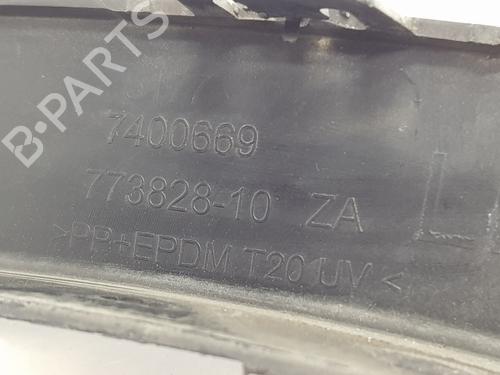 B-PARTS
7400669
773828-10 ZA
>PP+EPDM T20 UV<